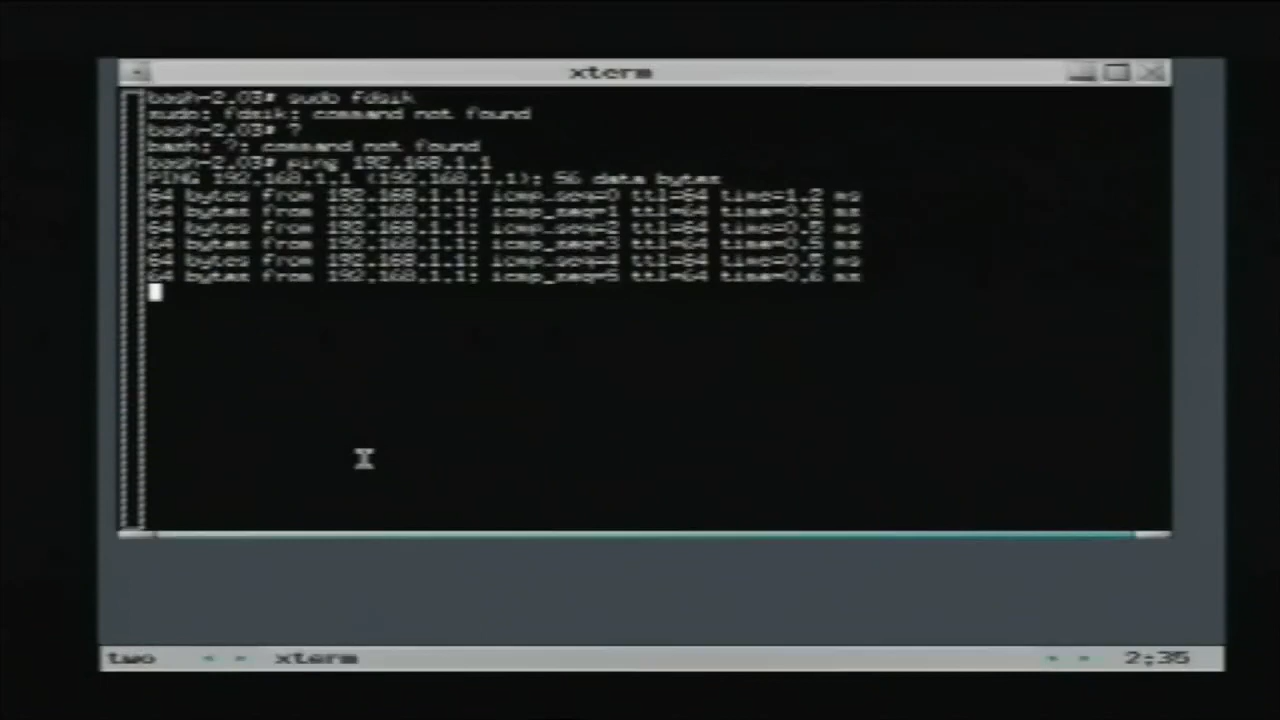 xterm
bash-2.03# sudo fdsik
sudo: fdsik: command not found
bash-2.03# ?
bash: ?: command not found
bash-2.03# ping 192.168.1.1
PING 192.168.1.1 (192.168.1.1): 56 data bytes
64 bytes from 192.168.1.1: icmp_seq=0 ttl=64 time=1.2 ms
64 bytes from 192.168.1.1: icmp_seq=1 ttl=64 time=0.5 ms
64 bytes from 192.168.1.1: icmp_seq=2 ttl=64 time=0.5 ms
64 bytes from 192.168.1.1: icmp_seq=3 ttl=64 time=0.5 ms
64 bytes from 192.168.1.1: icmp_seq=4 ttl=64 time=0.5 ms
64 bytes from 192.168.1.1: icmp_seq=5 ttl=64 time=0.6 ms
two xterm 2:35